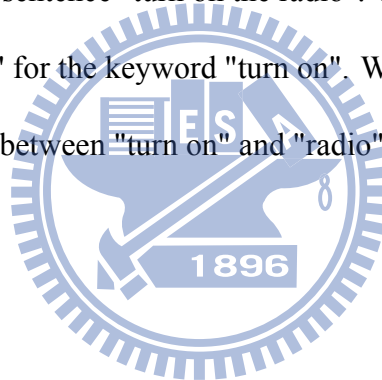 sentence "turn on the radio".
" for the keyword "turn on". W
between "turn on" and "radio"
ES
1896